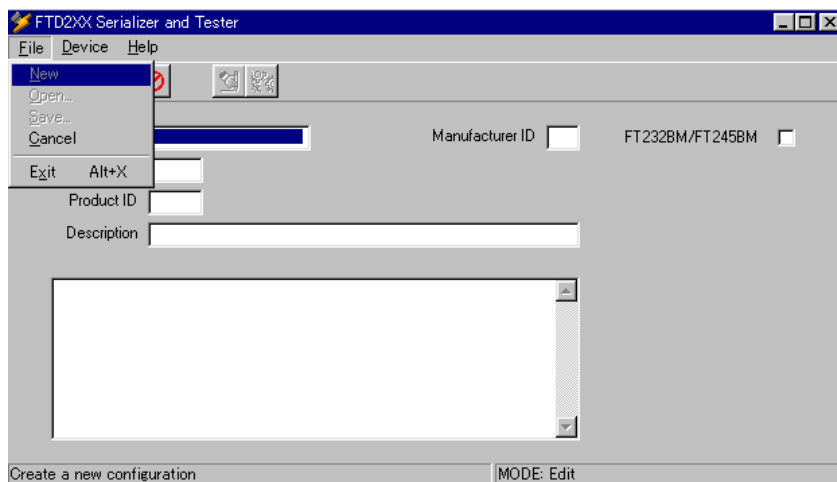 FTD2XX Serializer and Tester
File Device Help
New
Open...
Save...
Cancel
Exit Alt+X
Manufacturer ID
FT232BM/FT245BM
Product ID
Description
Create a new configuration
MODE: Edit